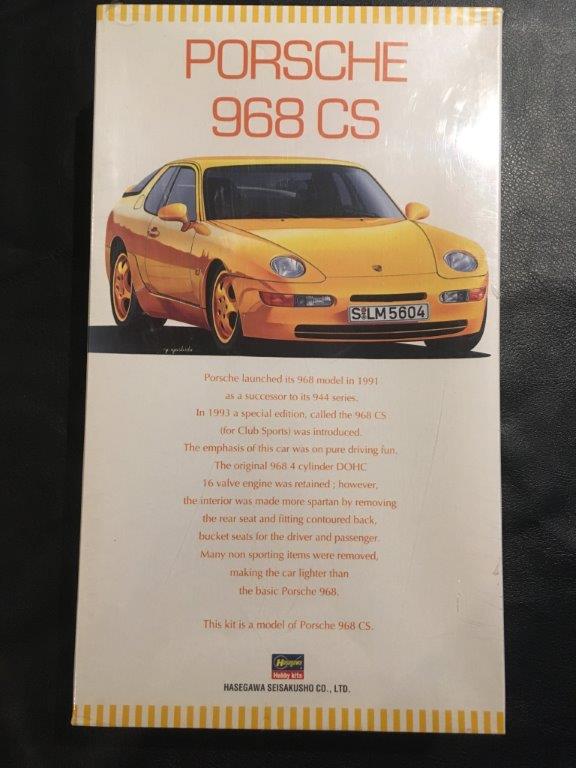 PORSCHE
968 CS
S LM 5604
Porsche launched its 968 model in 1991
as a successor to its 944 series.
In 1993 a special edition, called the 968 CS
(for Club Sports) was introduced.
The emphasis of this car was on pure driving fun.
The original 968 4 cylinder DOHC
16 valve engine was retained ; however,
the interior was made more spartan by removing
the rear seat and fitting contoured back,
bucket seats for the driver and passenger.
Many non sporting items were removed,
making the car lighter than
the basic Porsche 968.
This kit is a model of Porsche 968 CS.
Hasegawa
Hobby kits
HASEGAWA SEISAKUSHO CO., LTD.